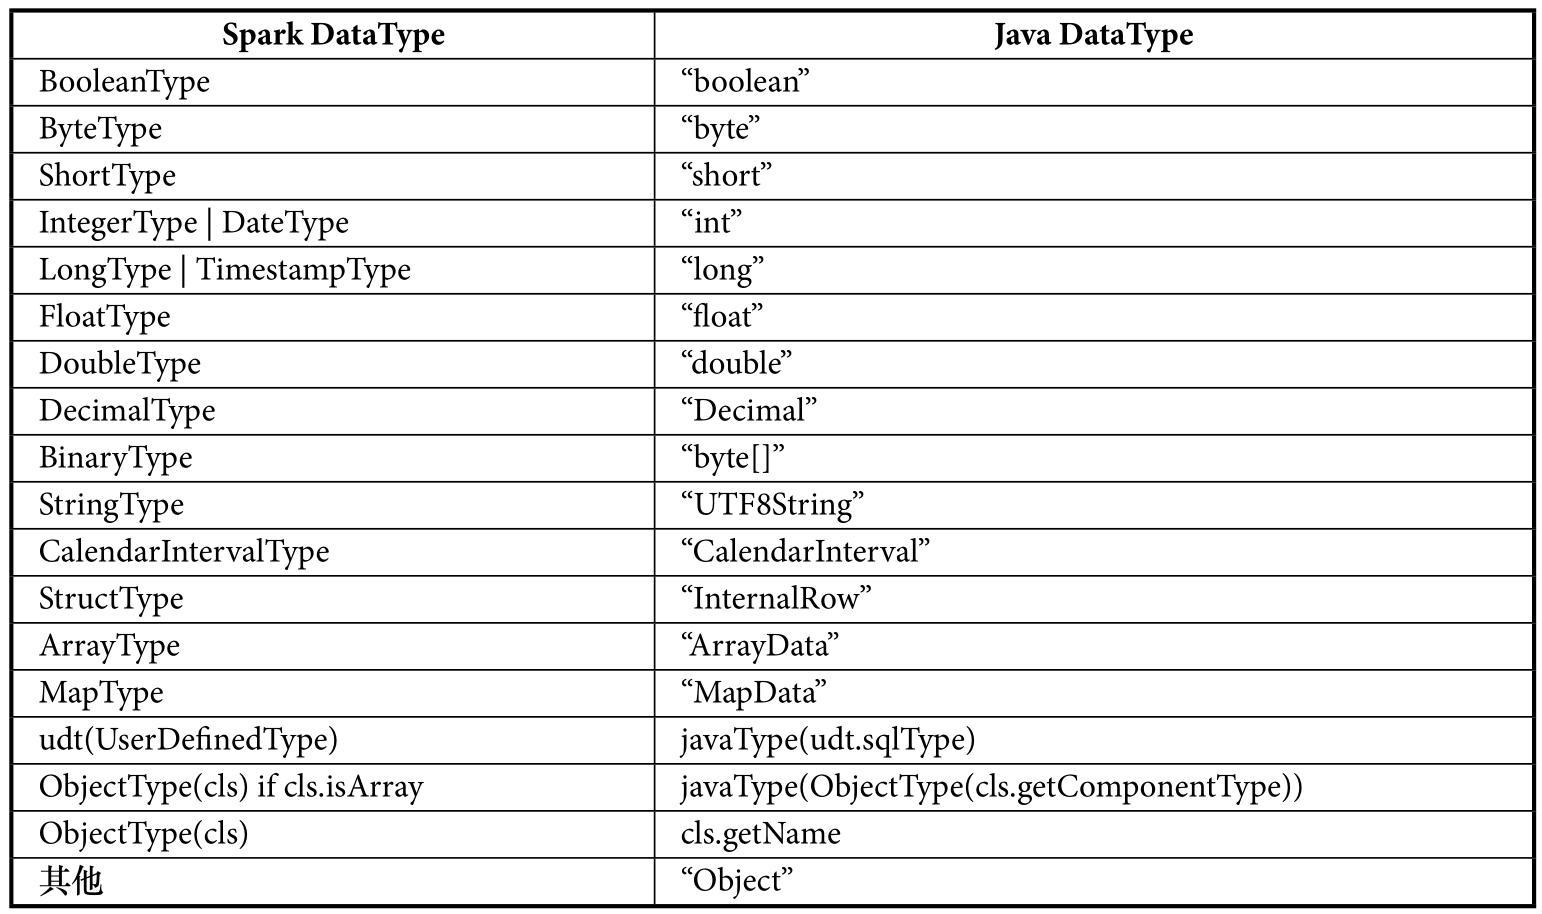 Spark DataType Java DataType
BooleanType “boolean”
ByteType “byte”
ShortType “short”
IntegerType | DateType “int”
LongType | TimestampType “long”
FloatType “float”
DoubleType “double”
DecimalType “Decimal”
BinaryType “byte[]”
StringType “UTF8String”
CalendarIntervalType “CalendarInterval”
StructType “InternalRow”
ArrayType “ArrayData”
MapType “MapData”
udt(UserDefinedType) javaType(udt.sqlType)
ObjectType(cls) if cls.isArray javaType(ObjectType(cls.getComponentType))
ObjectType(cls) cls.getName
其他 “Object”